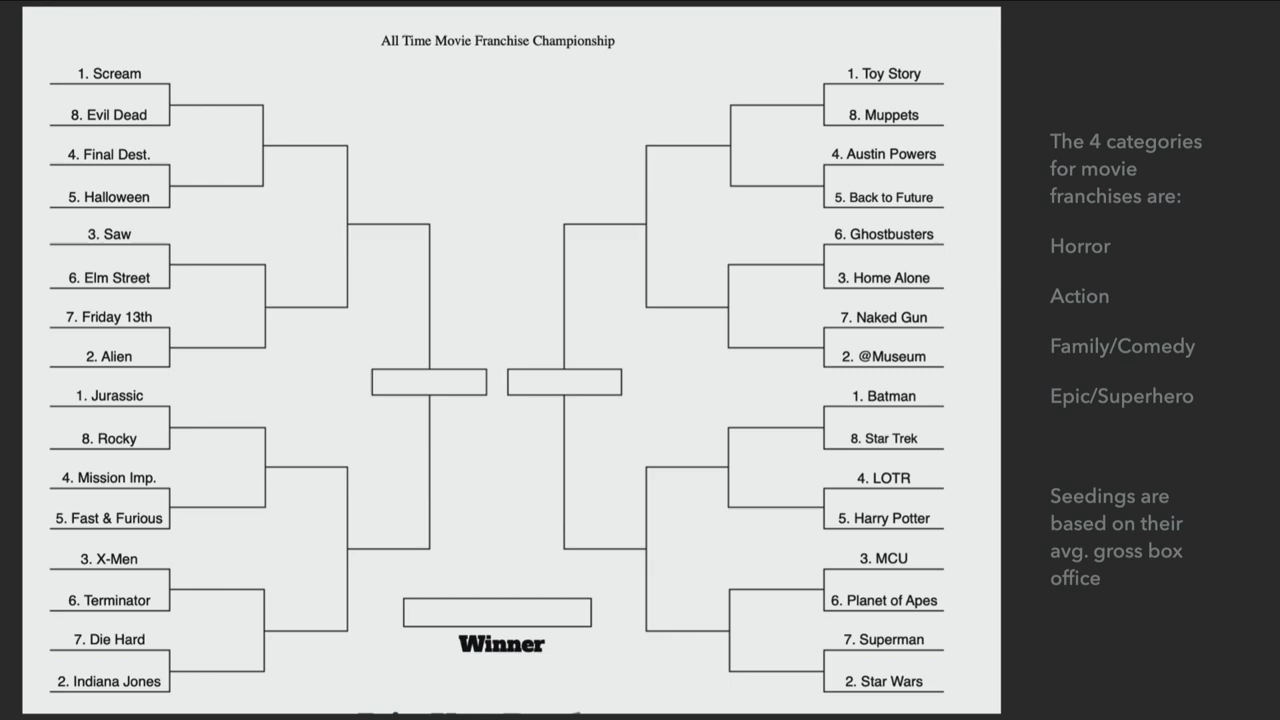 All Time Movie Franchise Championship
1. Scream
8. Evil Dead
4. Final Dest.
5. Halloween
3. Saw
6. Elm Street
7. Friday 13th
2. Alien
1. Jurassic
8. Rocky
4. Mission Imp.
5. Fast & Furious
3. X-Men
6. Terminator
7. Die Hard
2. Indiana Jones
1. Toy Story
8. Muppets
4. Austin Powers
5. Back to Future
6. Ghostbusters
3. Home Alone
7. Naked Gun
2. @Museum
1. Batman
8. Star Trek
4. LOTR
5. Harry Potter
3. MCU
6. Planet of Apes
7. Superman
2. Star Wars
Winner
The 4 categories
for movie
franchises are:
Horror
Action
Family/Comedy
Epic/Superhero
Seedings are
based on their
avg. gross box
office